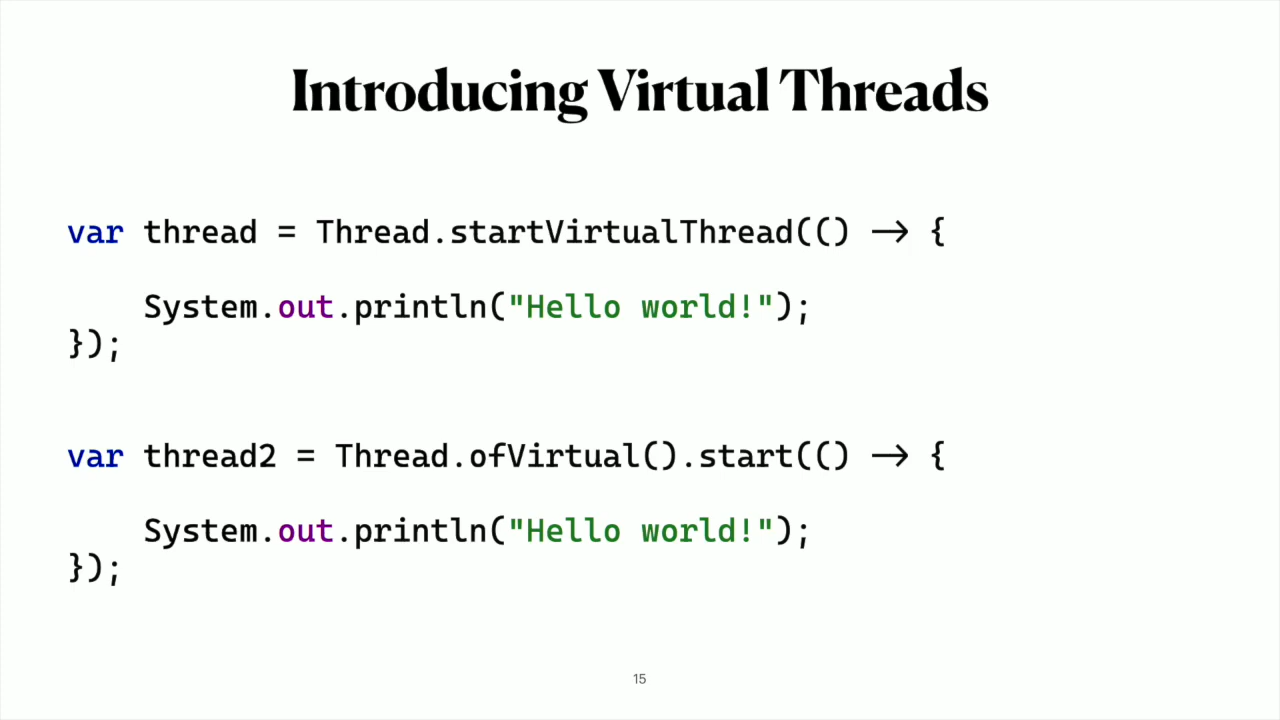 Introducing Virtual Threads
var thread = Thread.startVirtualThread(() -> {
System.out.println("Hello world!");
});
var thread2 = Thread.ofVirtual().start(() -> {
System.out.println("Hello world!");
});
15